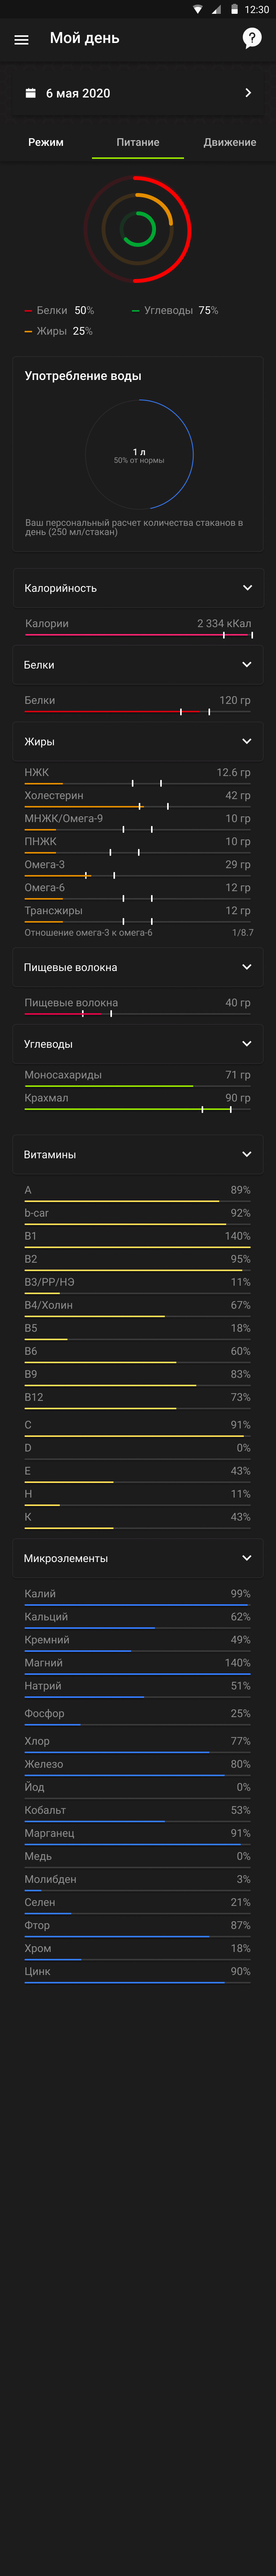 12:30
Мой день
?
6 мая 2020
Режим Питание Движение
Белки 50% Углеводы 75%
Жиры 25%
Употребление воды
1 л
50% от нормы
Ваш персональный расчет количества стаканов в
день (250 мл/стакан)
Калорийность
Калории 2 334 кКал
Белки
Белки 120 гр
Жиры
НЖК 12.6 гр
Холестерин 42 гр
МНЖК/Омега-9 10 гр
ПНЖК 10 гр
Омега-3 29 гр
Омега-6 12 гр
Трансжиры 12 гр
Отношение омега-3 к омега-6 1/8.7
Пищевые волокна
Пищевые волокна 40 гр
Углеводы
Моносахариды 71 гр
Крахмал 90 гр
Витамины
A 89%
b-car 92%
B1 140%
B2 95%
B3/PP/НЭ 11%
B4/Холин 67%
B5 18%
B6 60%
B9 83%
B12 73%
C 91%
D 0%
E 43%
H 11%
K 43%
Микроэлементы
Калий 99%
Кальций 62%
Кремний 49%
Магний 140%
Натрий 51%
Фосфор 25%
Хлор 77%
Железо 80%
Йод 0%
Кобальт 53%
Марганец 91%
Медь 0%
Молибден 3%
Селен 21%
Фтор 87%
Хром 18%
Цинк 90%